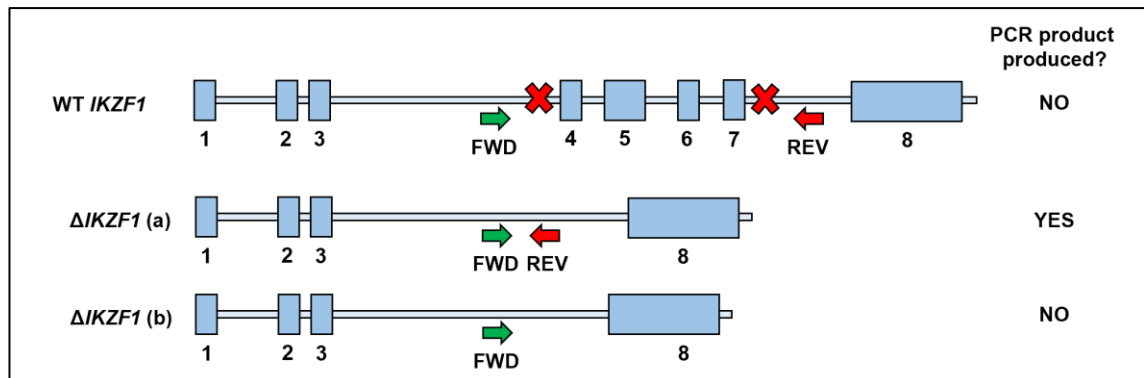 PCR product
produced?
WT IKZF1
NO
FWD
REV
1 2 3 4 5 6 7 8
ΔIKZF1 (a)
YES
FWD REV
1 2 3 8
ΔIKZF1 (b)
NO
FWD
1 2 3 8